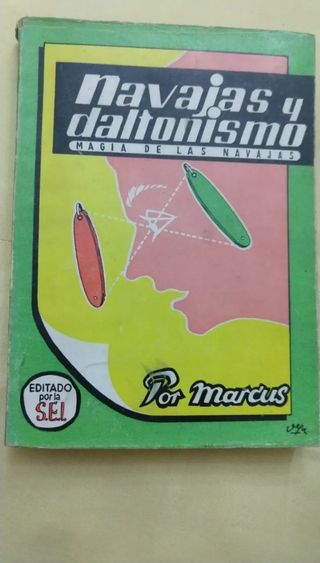 navajas y
daltonismo
MAGIA DE LAS NAVAJAS
Por Marcus
EDITADO
por la
S.E.I.